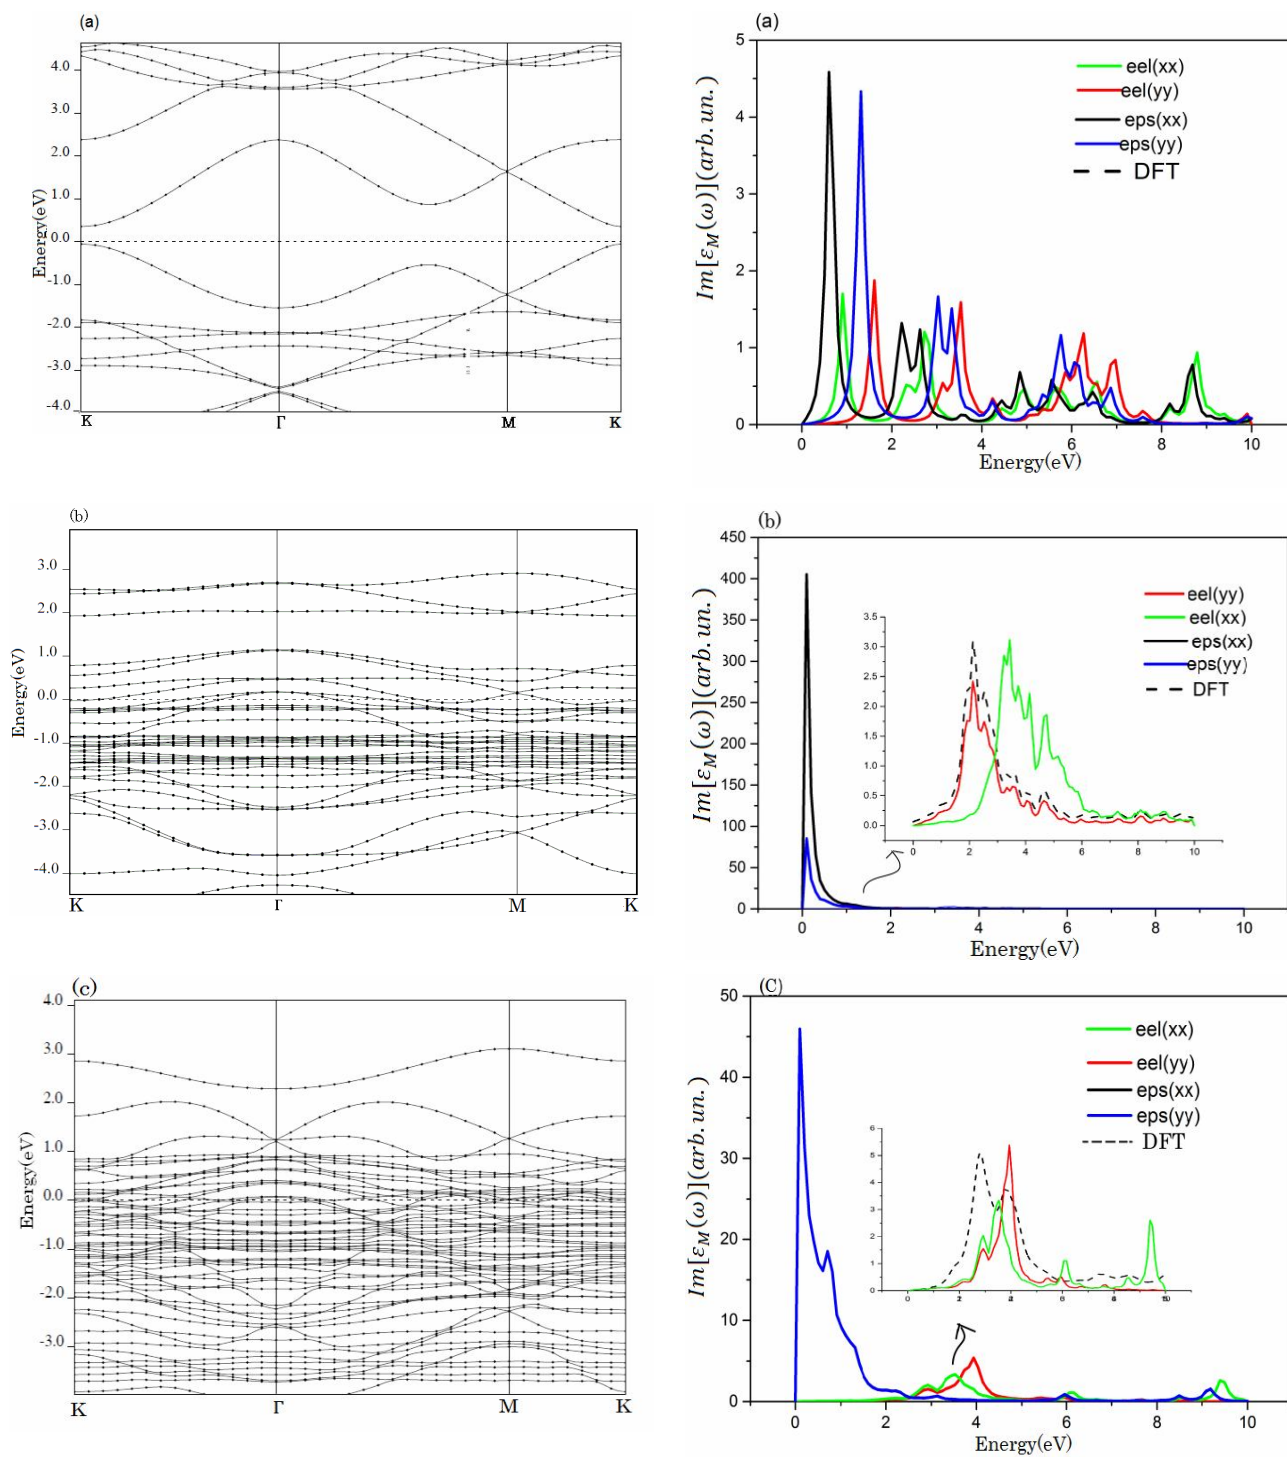 (a)
4.0
3.0
2.0
1.0
0.0
-1.0
-2.0
-3.0
-4.0
Energy(eV)
K Γ M K
(a)
Im[ε_M(ω)](arb.un.)
5
4
3
2
1
0
eel(xx)
eel(yy)
eps(xx)
eps(yy)
DFT
0 2 4 6 8 10
Energy(eV)
(b)
3.0
2.0
1.0
0.0
-1.0
-2.0
-3.0
-4.0
Energy(eV)
K Γ M K
(b)
Im[ε_M(ω)](arb.un.)
450
400
350
300
250
200
150
100
50
0
eel(yy)
eel(xx)
eps(xx)
eps(yy)
DFT
3.5
3.0
2.5
2.0
1.5
1.0
0.5
0.0
0 2 4 6 8 10
0 2 4 6 8 10
Energy(eV)
(c)
4.0
3.0
2.0
1.0
0.0
-1.0
-2.0
-3.0
Energy(eV)
K Γ M K
(C)
Im[ε_M(ω)](arb.un.)
50
40
30
20
10
0
eel(xx)
eel(yy)
eps(xx)
eps(yy)
DFT
6
5
4
3
2
1
0
0
0 2 4 6 8 10
Energy(eV)